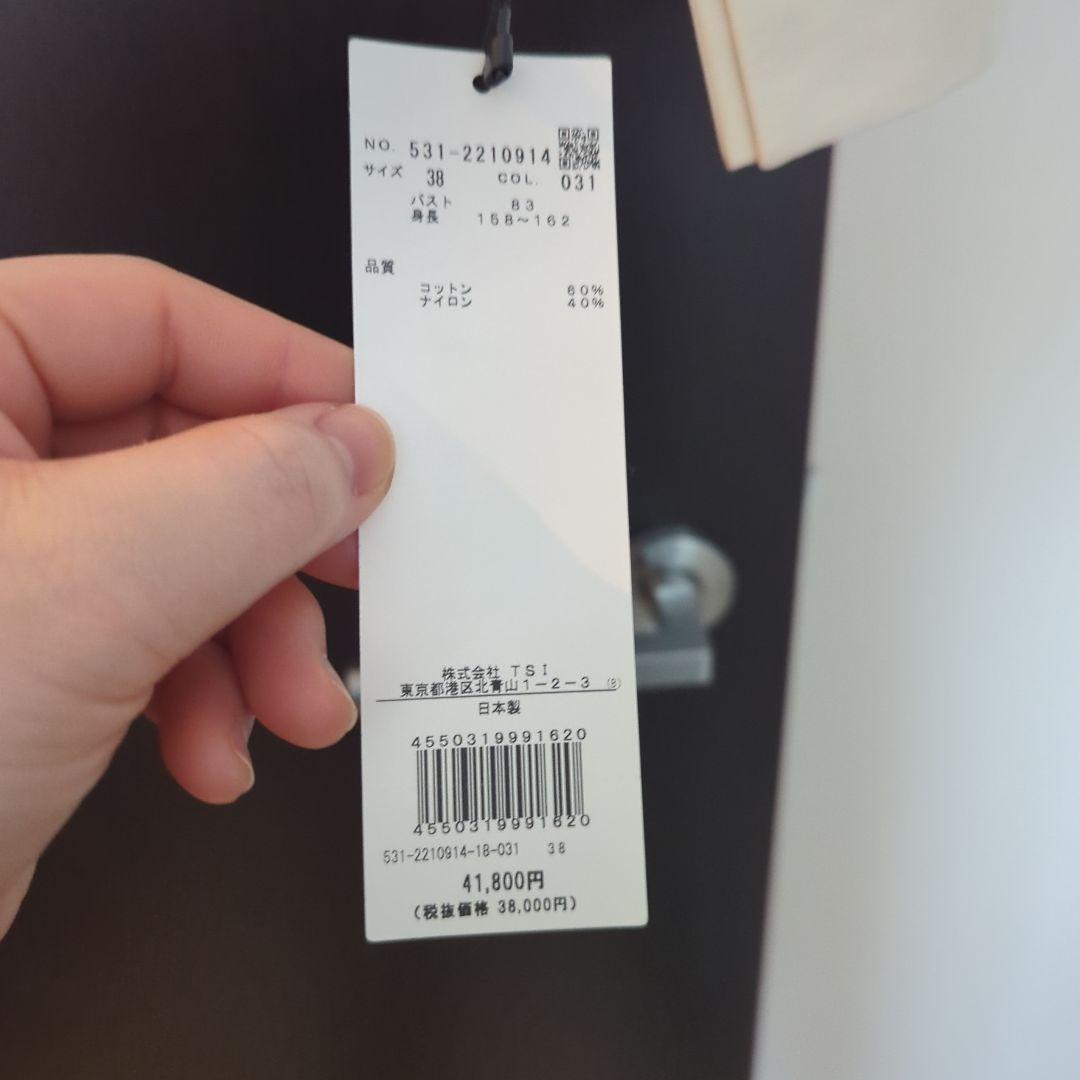 NO. 531-2210914
サイズ 38 COL. 031
バスト 83
身長 158～162
品質
コットン 60%
ナイロン 40%
株式会社 TSI
東京都港区北青山1-2-3 (B)
日本製
4550319991620
4550319991620
531-2210914-18-031 38
41,800円
(税抜価格 38,000円)